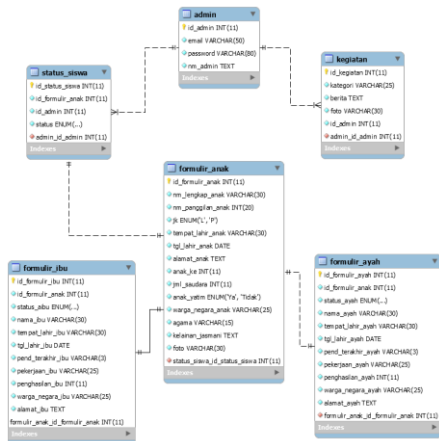 admin
id_admin INT(11)
email VARCHAR(50)
password VARCHAR(80)
nm_admin TEXT
Indexes
status_siswa
id_status_siswa INT(11)
id_formulir_anak INT(11)
id_admin INT(11)
status ENUM(...)
admin_id_admin INT(11)
Indexes
kegiatan
id_kegiatan INT(11)
kategori VARCHAR(25)
berita TEXT
foto VARCHAR(30)
id_admin INT(11)
admin_id_admin INT(11)
Indexes
formulir_anak
id_formulir_anak INT(11)
nm_lengkap_anak VARCHAR(30)
nm_panggilan_anak INT(20)
jk ENUM('L', 'P')
tempat_lahir_anak VARCHAR(30)
tgl_lahir_anak DATE
alamat_anak TEXT
anak_ke INT(11)
jml_saudara INT(11)
anak_yatim ENUM('Ya', 'Tidak')
warga_negara_anak VARCHAR(25)
agama VARCHAR(15)
kelainan_jasmani TEXT
foto VARCHAR(30)
status_siswa_id_status_siswa INT(11)
Indexes
formulir_ibu
id_formulir_ibu INT(11)
id_formulir_anak INT(11)
status_ibu ENUM(...)
nama_ibu VARCHAR(30)
tempat_lahir_ibu VARCHAR(30)
tgl_lahir_ibu DATE
pend_terakhir_ibu VARCHAR(3)
pekerjaan_ibu VARCHAR(25)
penghasilan_ibu INT(11)
warga_negara_ibu VARCHAR(25)
alamat_ibu TEXT
formulir_anak_id_formulir_anak INT(11)
Indexes
formulir_ayah
id_formulir_ayah INT(11)
id_formulir_anak INT(11)
status_ayah ENUM(...)
nama_ayah VARCHAR(30)
tempat_lahir_ayah VARCHAR(30)
tgl_lahir_ayah DATE
pend_terakhir_ayah VARCHAR(3)
pekerjaan_ayah VARCHAR(25)
penghasilan_ayah INT(11)
warga_negara_ayah VARCHAR(25)
alamat_ayah TEXT
formulir_anak_id_formulir_anak INT(11)
Indexes